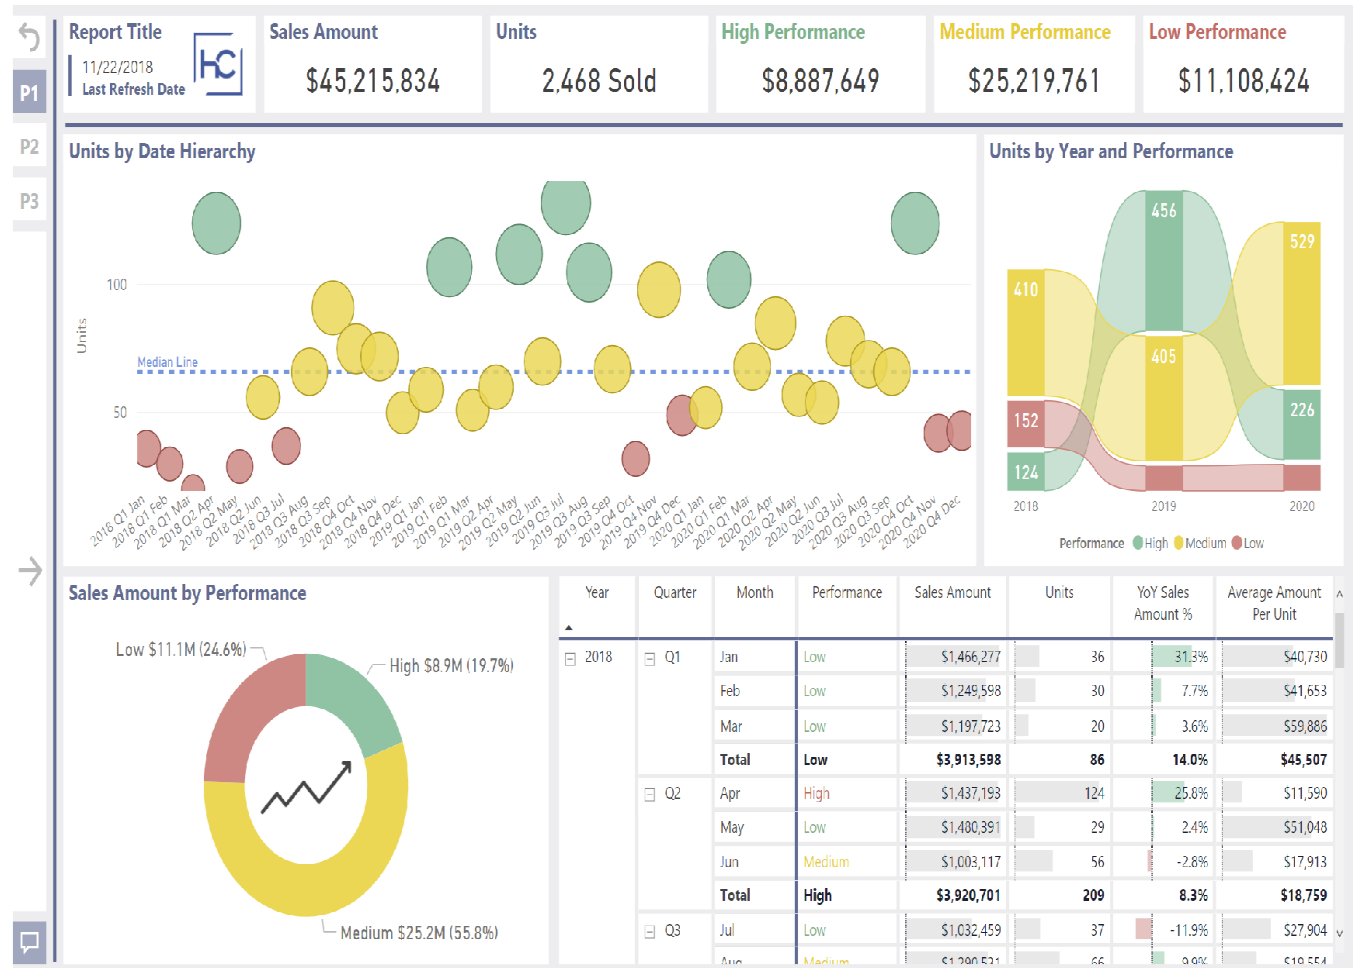 Report Title
11/22/2018
Last Refresh Date
hc
Sales Amount
$45,215,834
Units
2,468 Sold
High Performance
$8,887,649
Medium Performance
$25,219,761
Low Performance
$11,108,424
P1
P2
P3
Units by Date Hierarchy
Units
100
50
Median Line
2018 Q1 Jan
2018 Q1 Feb
2018 Q1 Mar
2018 Q2 Apr
2018 Q2 May
2018 Q2 Jun
2018 Q3 Jul
2018 Q3 Aug
2018 Q3 Sep
2018 Q4 Oct
2018 Q4 Nov
2018 Q4 Dec
2019 Q1 Jan
2019 Q1 Feb
2019 Q1 Mar
2019 Q2 Apr
2019 Q2 May
2019 Q2 Jun
2019 Q3 Jul
2019 Q3 Aug
2019 Q3 Sep
2019 Q4 Oct
2019 Q4 Nov
2019 Q4 Dec
2020 Q1 Jan
2020 Q1 Feb
2020 Q1 Mar
2020 Q2 Apr
2020 Q2 May
2020 Q2 Jun
2020 Q3 Jul
2020 Q3 Aug
2020 Q3 Sep
2020 Q4 Oct
2020 Q4 Nov
2020 Q4 Dec
Units by Year and Performance
410
152
124
456
405
529
226
2018 2019 2020
Performance High Medium Low
Sales Amount by Performance
Low $11.1M (24.6%)
High $8.9M (19.7%)
Medium $25.2M (55.8%)
Year Quarter Month Performance Sales Amount Units YoY Sales Amount % Average Amount Per Unit
2018 Q1 Jan Low $1,466,277 36 31.3% $40,730
Feb Low $1,249,598 30 7.7% $41,653
Mar Low $1,197,723 20 3.6% $59,886
Total Low $3,913,598 86 14.0% $45,507
Q2 Apr High $1,437,193 124 25.8% $11,590
May Low $1,480,391 29 2.4% $51,048
Jun Medium $1,003,117 56 -2.8% $17,913
Total High $3,920,701 209 8.3% $18,759
Q3 Jul Low $1,032,459 37 -11.9% $27,904
Aug Medium $1,290,531 66 9.9% $19,554